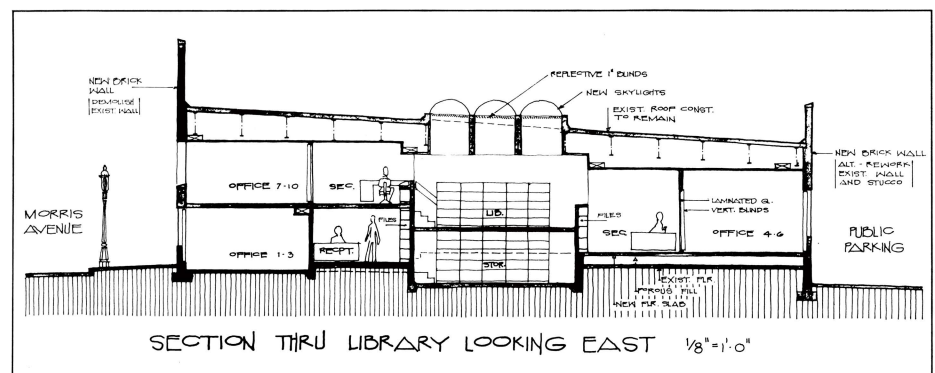 REFLECTIVE 1" BLINDS
NEW SKYLIGHTS
EXIST. ROOF CONST.
TO REMAIN
NEW BRICK
WALL
DEMOLISH
EXIST WALL
NEW BRICK WALL
ALT. - REWORK
EXIST WALL
AND STUCCO
OFFICE 7-10
SEC.
LIB.
FILES
SEC
LAMINATED GL.
VERT. BLINDS
OFFICE 4-6
MORRIS
AVENUE
FILES
RECPT.
OFFICE 1-3
STOR.
PUBLIC
PARKING
EXIST FLR.
POROUS FILL
NEW FLR. SLAB
SECTION THRU LIBRARY LOOKING EAST 1/8"=1'-0"